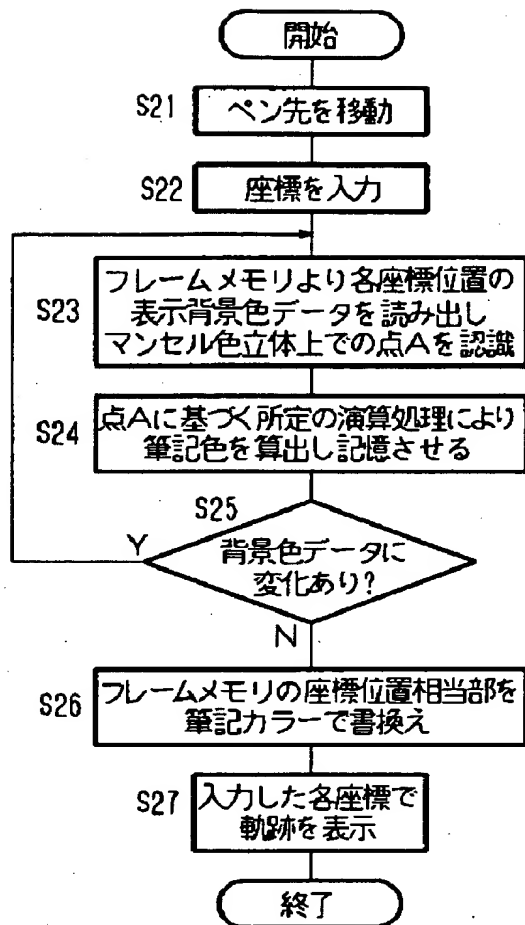 開始
S21
ペン先を移動
S22
座標を入力
S23
フレームメモリより各座標位置の
表示背景色データを読み出し
マンセル色立体上での点Aを認識
S24
点Aに基づく所定の演算処理により
筆記色を算出し記憶させる
S25
Y
背景色データに
変化あり?
N
S26
フレームメモリの座標位置相当部を
筆記カラーで書換え
S27
入力した各座標で
軌跡を表示
終了